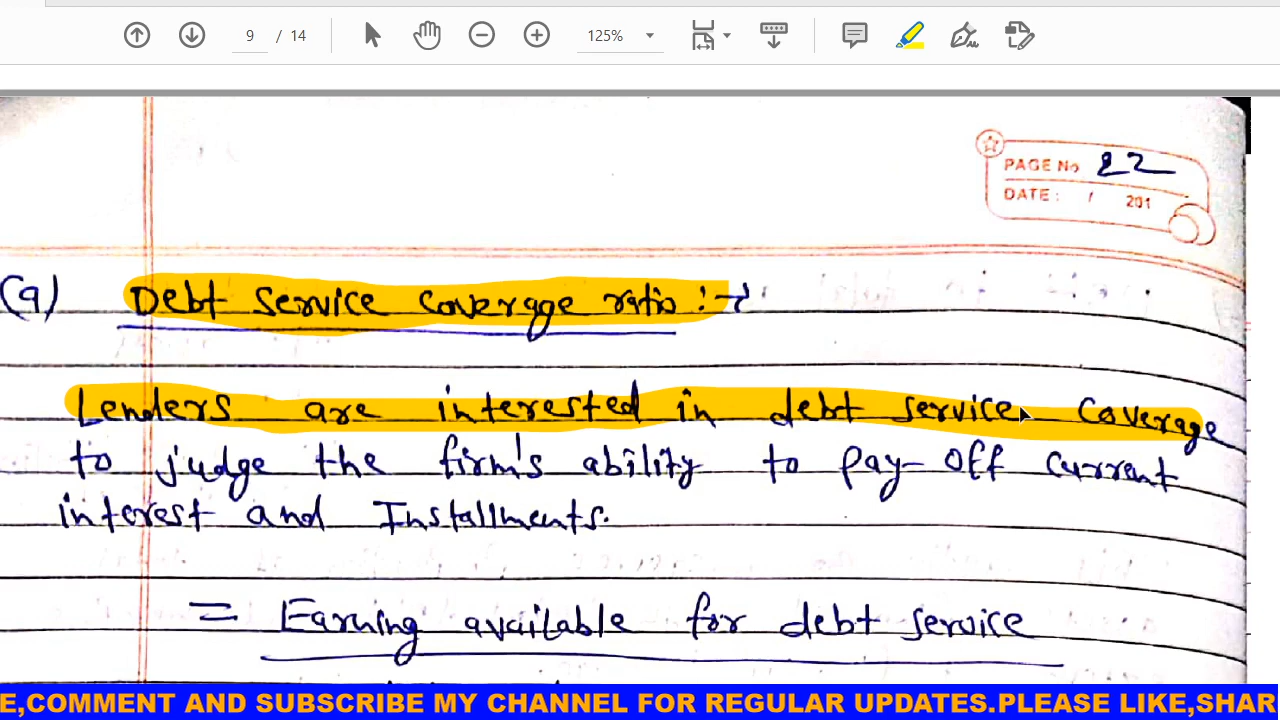 9 / 14
125%
PAGE No 22
DATE: / 201
(9) Debt service coverage ratio :→
Lenders are interested in debt service coverage
to judge the firm's ability to pay-off current
interest and Installments.
= Earning available for debt service
E,COMMENT AND SUBSCRIBE MY CHANNEL FOR REGULAR UPDATES.PLEASE LIKE,SHAR